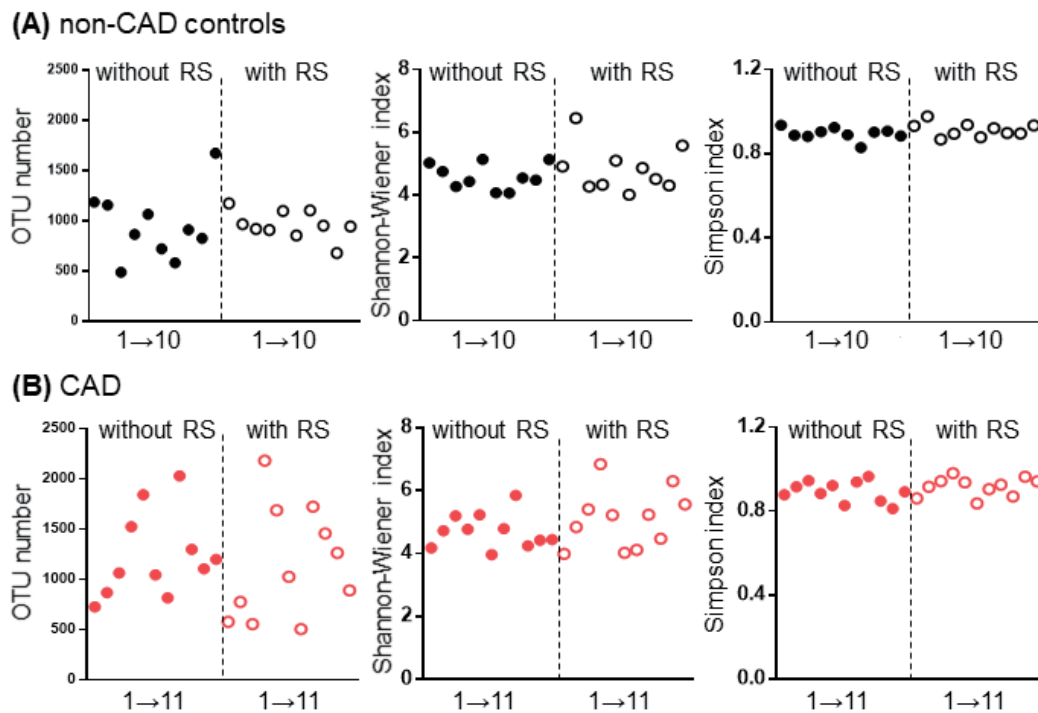 (A) non-CAD controls
without RS with RS
2500
2000
1500
1000
500
0
OTU number
1→10 1→10
without RS with RS
8
6
4
2
0
Shannon-Wiener index
1→10 1→10
without RS with RS
1.2
0.8
0.4
0.0
Simpson index
1→10 1→10
(B) CAD
without RS with RS
2500
2000
1500
1000
500
0
OTU number
1→11 1→11
without RS with RS
8
6
4
2
0
Shannon-Wiener index
1→11 1→11
without RS with RS
1.2
0.8
0.4
0.0
Simpson index
1→11 1→11